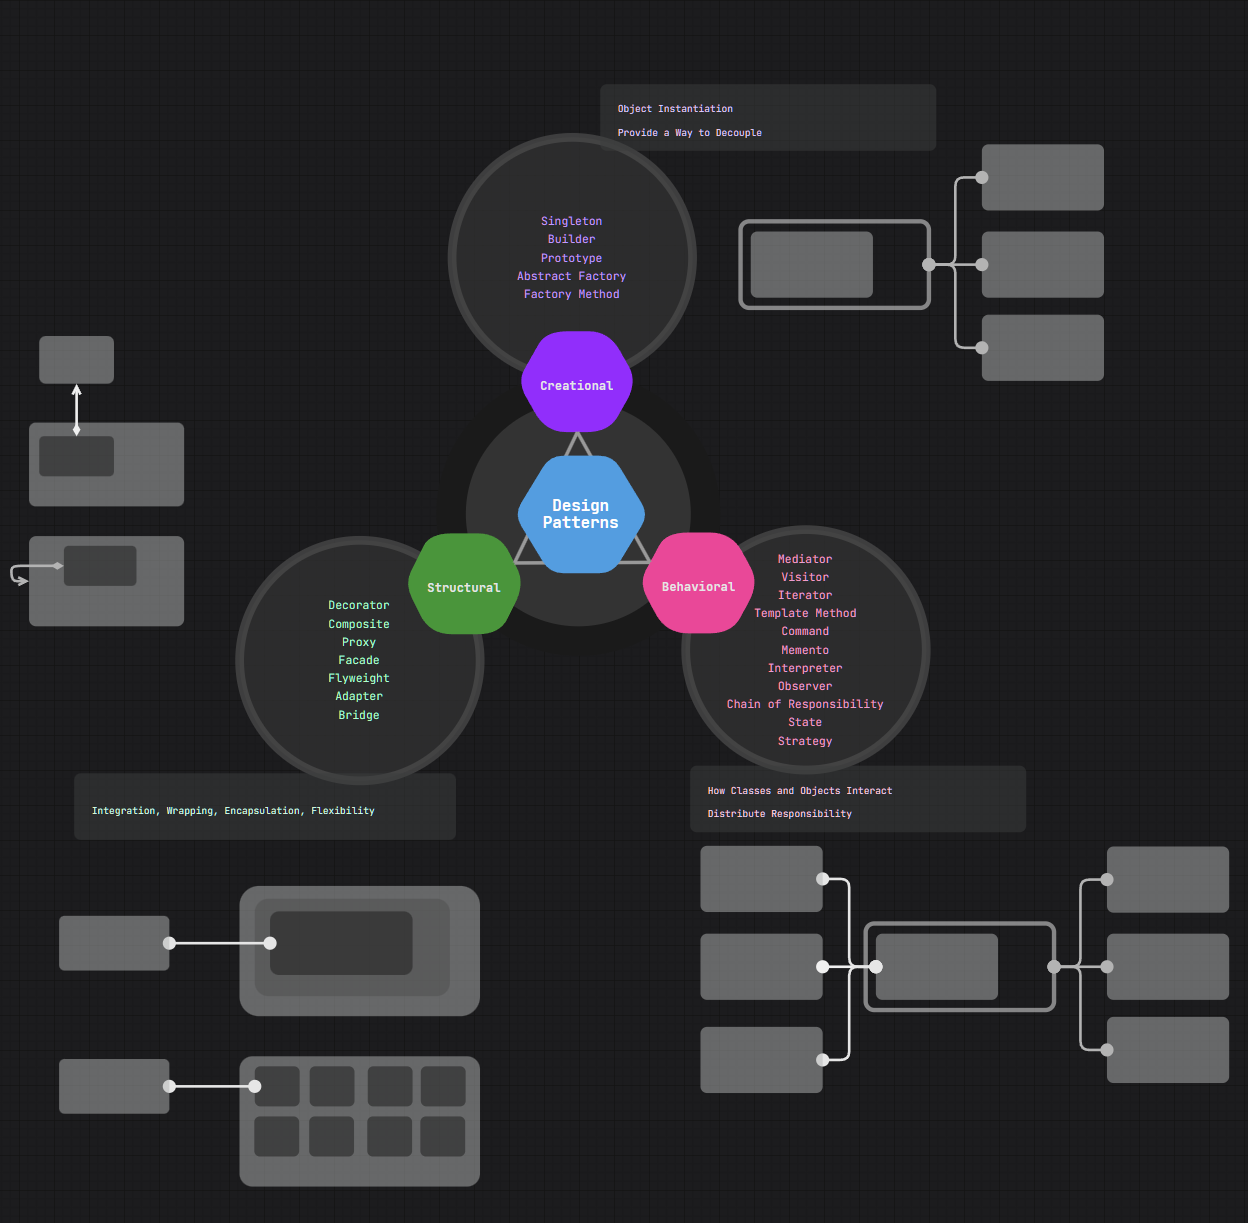 Object Instantiation
Provide a Way to Decouple
Singleton
Builder
Prototype
Abstract Factory
Factory Method
Creational
Design
Patterns
Structural
Behavioral
Decorator
Composite
Proxy
Facade
Flyweight
Adapter
Bridge
Mediator
Visitor
Iterator
Template Method
Command
Memento
Interpreter
Observer
Chain of Responsibility
State
Strategy
Integration, Wrapping, Encapsulation, Flexibility
How Classes and Objects Interact
Distribute Responsibility